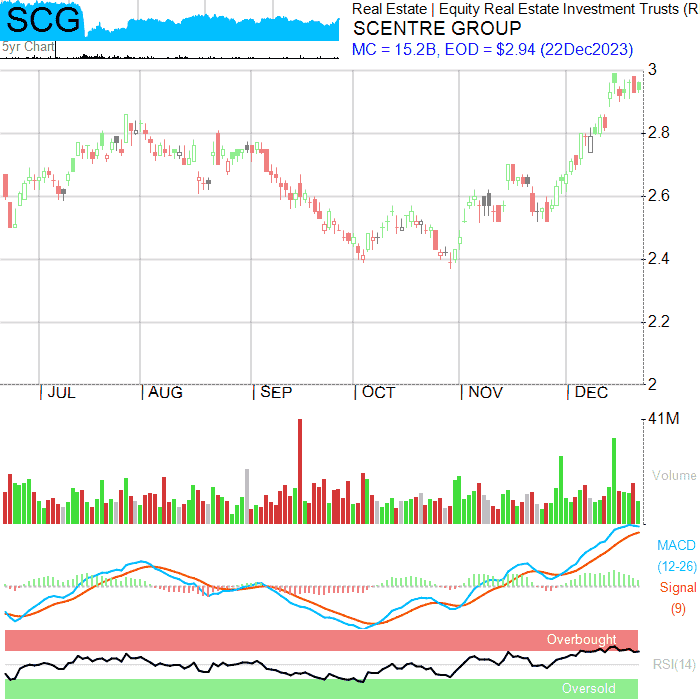 SCG
5yr Chart
Real Estate | Equity Real Estate Investment Trusts (R
SCENTRE GROUP
MC = 15.2B, EOD = $2.94 (22Dec2023)
3
2.8
2.6
2.4
2.2
2
JUL AUG SEP OCT NOV DEC
41M
Volume
MACD
(12-26)
Signal
(9)
Overbought
RSI(14)
Oversold